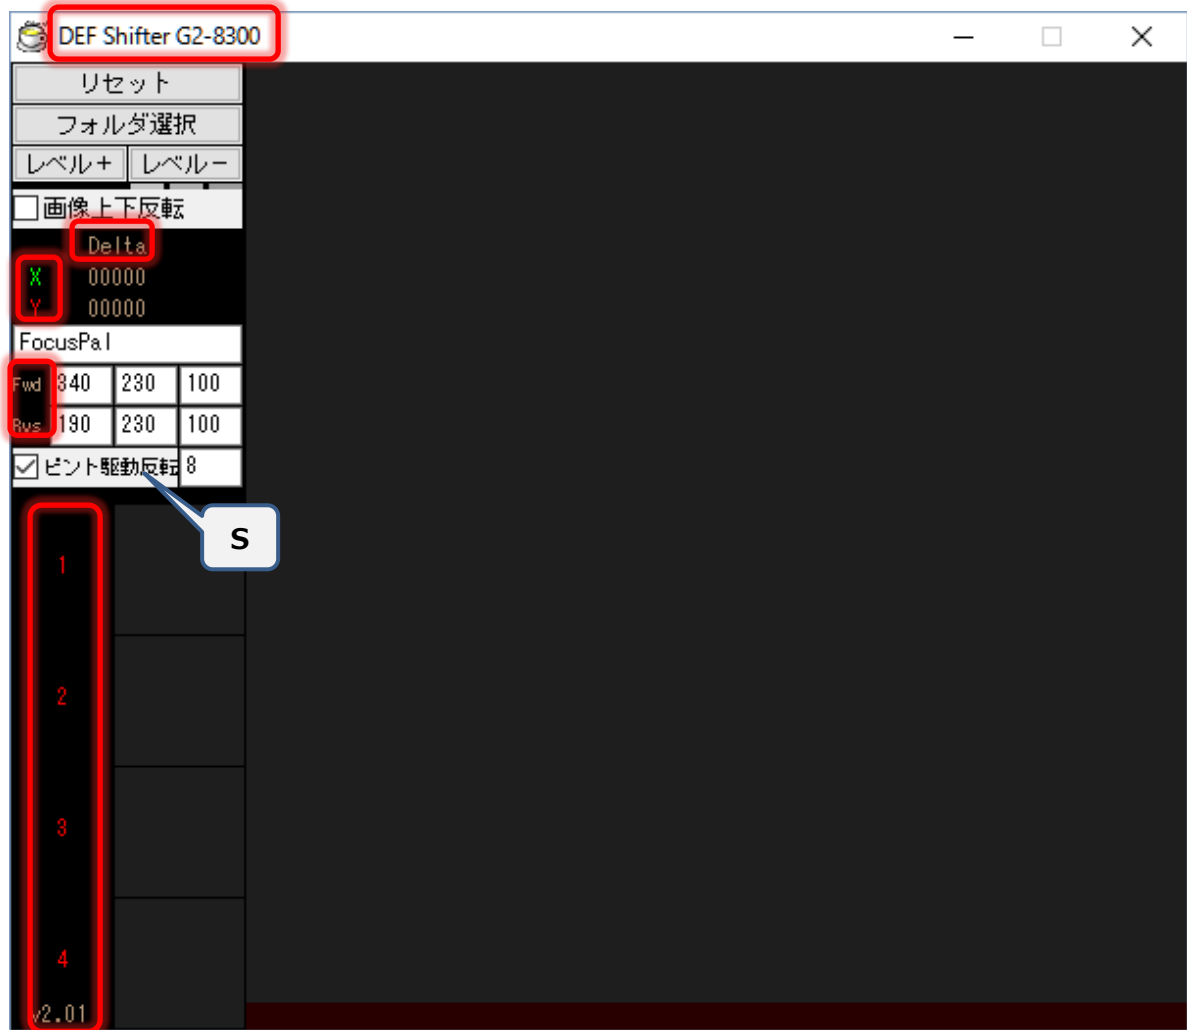 DEF Shifter G2-8300
リセット
フォルダ選択
レベル＋ レベル－
画像上下反転
Delta
X 00000
Y 00000
FocusPal
Fwd 340 230 100
Rvs 190 230 100
ピント駆動反転 8
S
1
2
3
4
v2.01